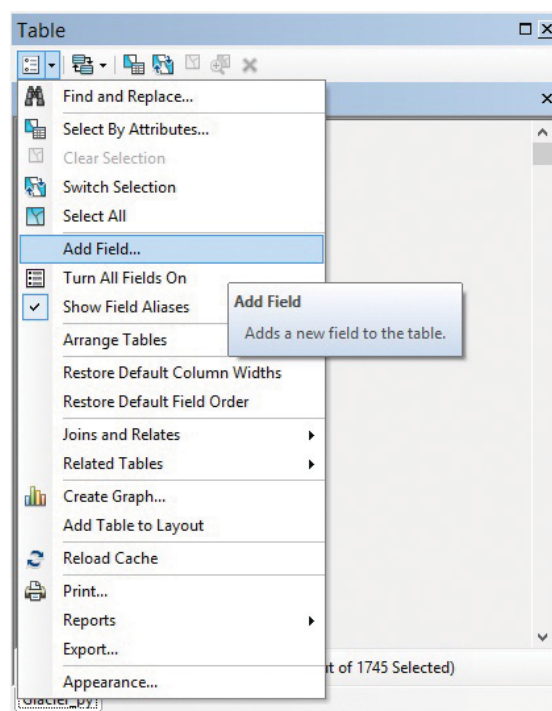 Table
Find and Replace...
Select By Attributes...
Clear Selection
Switch Selection
Select All
Add Field...
Turn All Fields On
Show Field Aliases
Add Field
Adds a new field to the table.
Arrange Tables
Restore Default Column Widths
Restore Default Field Order
Joins and Relates
Related Tables
Create Graph...
Add Table to Layout
Reload Cache
Print...
Reports
Export...
of 1745 Selected)
Appearance...
Glacier_py